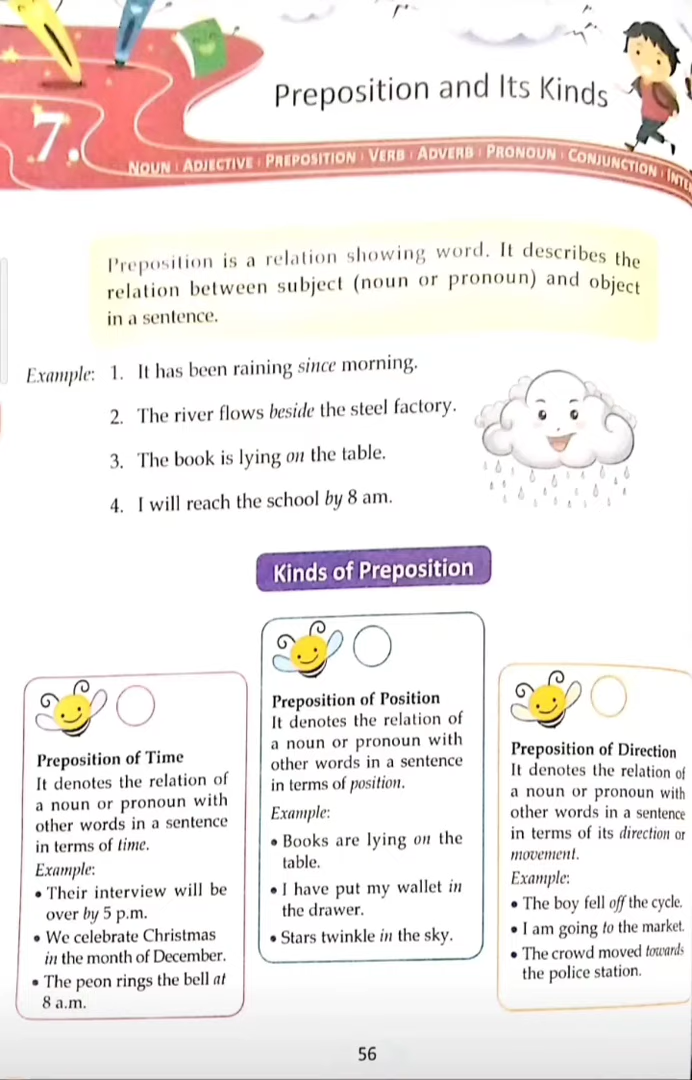 7.
Preposition and Its Kinds
NOUN ı ADJECTIVE ı PREPOSITION ı VERB ı ADVERB ı PRONOUN ı CONJUNCTION ı INTE
Preposition is a relation showing word. It describes the
relation between subject (noun or pronoun) and object
in a sentence.
Example: 1. It has been raining since morning.
2. The river flows beside the steel factory.
3. The book is lying on the table.
4. I will reach the school by 8 am.
Kinds of Preposition
Preposition of Time
It denotes the relation of
a noun or pronoun with
other words in a sentence
in terms of time.
Example:
• Their interview will be
over by 5 p.m.
• We celebrate Christmas
in the month of December.
• The peon rings the bell at
8 a.m.
Preposition of Position
It denotes the relation of
a noun or pronoun with
other words in a sentence
in terms of position.
Example:
• Books are lying on the
table.
• I have put my wallet in
the drawer.
• Stars twinkle in the sky.
Preposition of Direction
It denotes the relation of
a noun or pronoun with
other words in a sentence
in terms of its direction or
movement.
Example:
• The boy fell off the cycle.
• I am going to the market.
• The crowd moved towards
the police station.
56